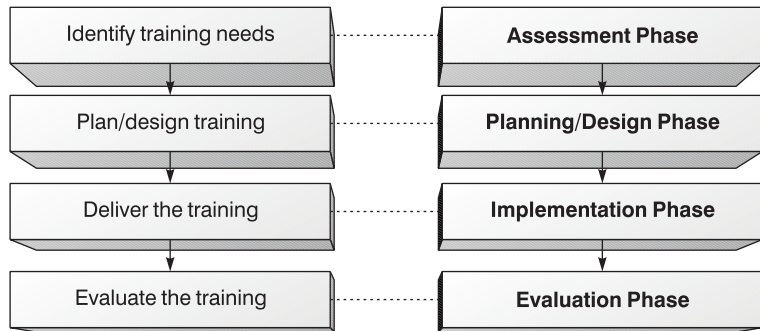 Identify training needs
Assessment Phase
Plan/design training
Planning/Design Phase
Deliver the training
Implementation Phase
Evaluate the training
Evaluation Phase